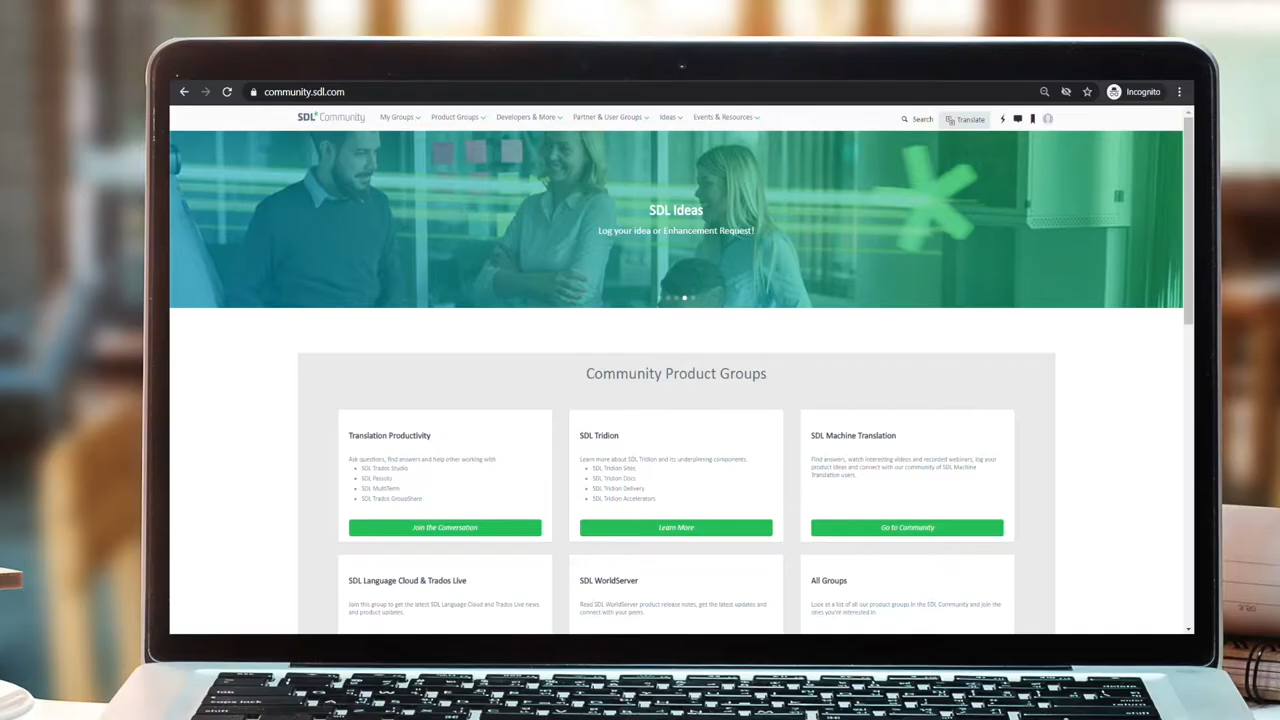 community.sdl.com
Incognito
SDL* Community
My Groups
Product Groups
Developers & More
Partner & User Groups
Ideas
Events & Resources
Search
Translate
SDL Ideas
Log your idea or Enhancement Request!
Community Product Groups
Translation Productivity
Ask questions, find answers and help other working with
SDL Trados Studio
SDL Passolo
SDL MultiTerm
SDL Trados GroupShare
Join the Conversation
SDL Tridion
Learn more about SDL Tridion and its underpinning components.
SDL Tridion Sites
SDL Tridion Docs
SDL Tridion Delivery
SDL Tridion Accelerators
Learn More
SDL Machine Translation
Find answers, watch interesting videos and recorded webinars, log your
product ideas and connect with our community of SDL Machine
Translation users.
Go to Community
SDL Language Cloud & Trados Live
Join this group to get the latest SDL Language Cloud and Trados Live news
and product updates.
SDL WorldServer
Read SDL WorldServer product release notes, get the latest updates and
connect with your peers.
All Groups
Look at a list of all our product groups in the SDL Community and join the
ones you're interested in.
tab
caps lock
shift
delete
return
shift